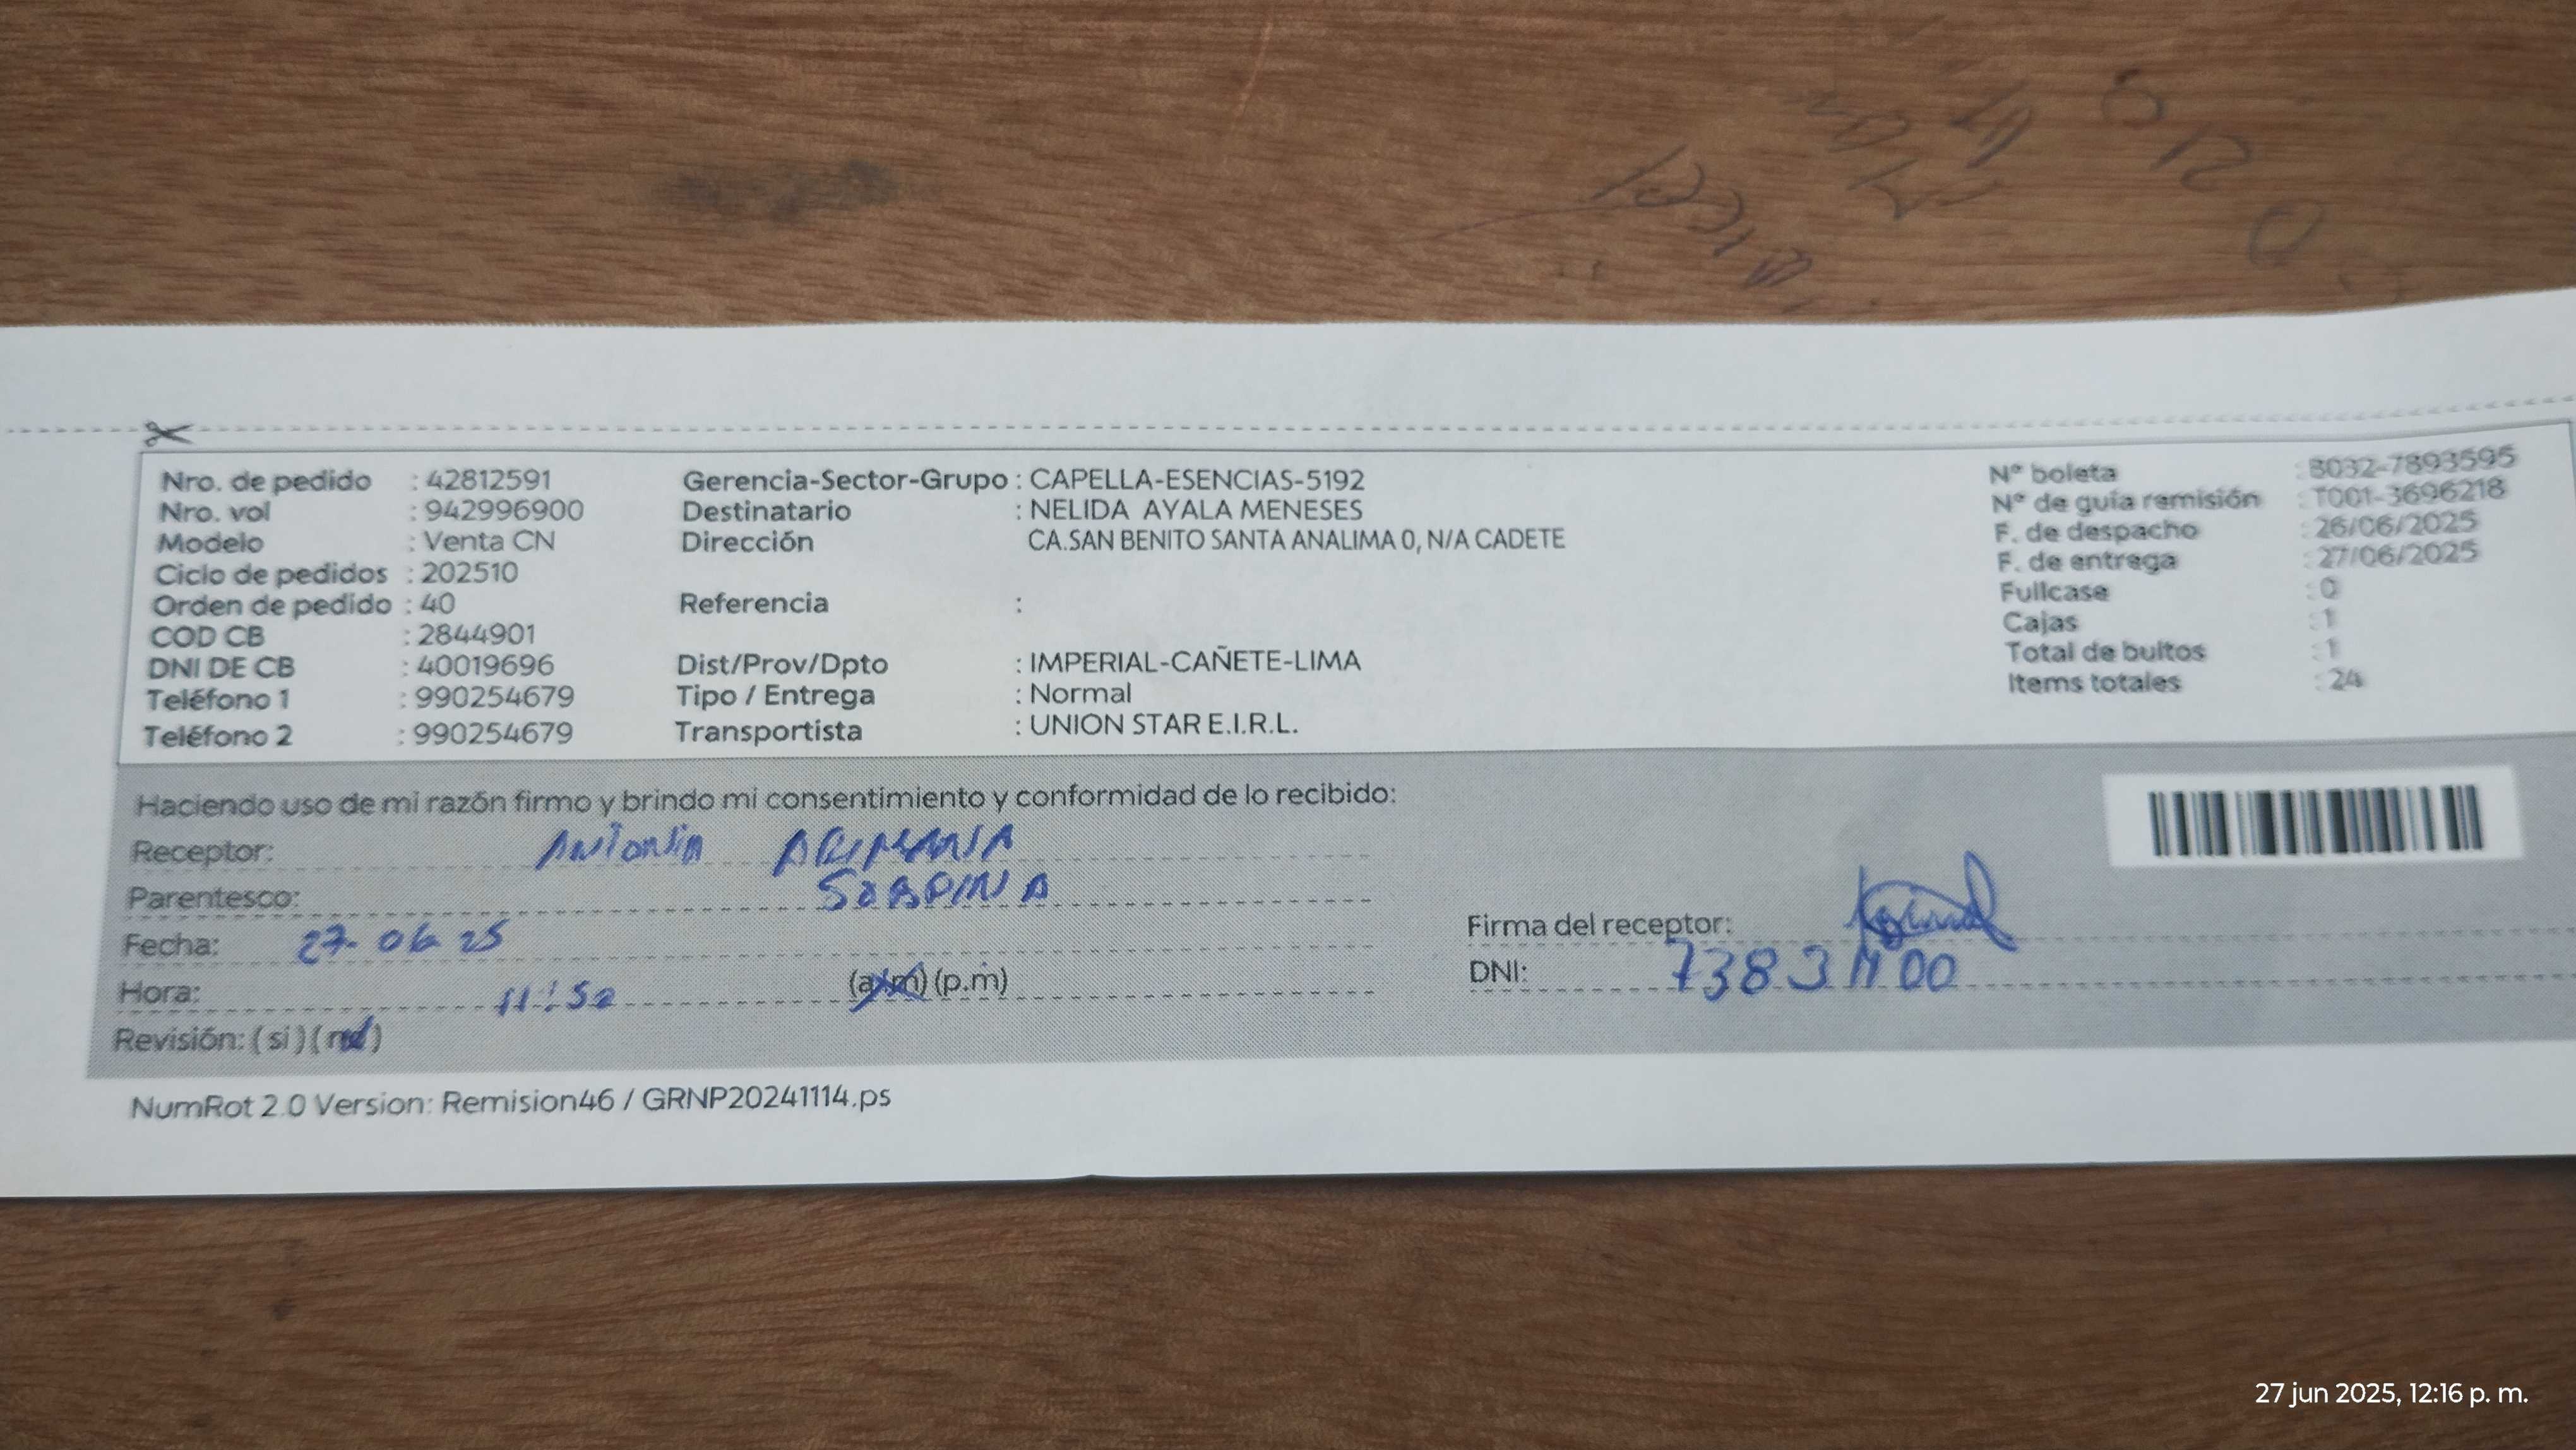 Nro. de pedido : 42812591 Gerencia-Sector-Grupo : CAPELLA-ESENCIAS-5192 N° boleta : B032-7893595
Nro. vol : 942996900 Destinatario : NELIDA AYALA MENESES N° de guía remisión : T001-3696218
Modelo : Venta CN Dirección CA.SAN BENITO SANTA ANALIMA 0, N/A CADETE F. de despacho : 26/06/2025
Ciclo de pedidos : 202510 F. de entrega : 27/06/2025
Orden de pedido : 40 Referencia : Fullcase : 0
COD CB : 2844901 Cajas : 1
DNI DE CB : 40019696 Dist/Prov/Dpto : IMPERIAL-CAÑETE-LIMA Total de bultos : 1
Teléfono 1 : 990254679 Tipo / Entrega : Normal Items totales : 24
Teléfono 2 : 990254679 Transportista : UNION STAR E.I.R.L.
Haciendo uso de mi razón firmo y brindo mi consentimiento y conformidad de lo recibido:
Receptor:
Parentesco: Firma del receptor:
Fecha: 27-06-25 DNI:
Hora: 11:52 (a.m) (p.m)
Revisión: ( si ) ( no )
NumRot 2.0 Version: Remision46 / GRNP20241114.ps
27 jun 2025, 12:16 p. m.